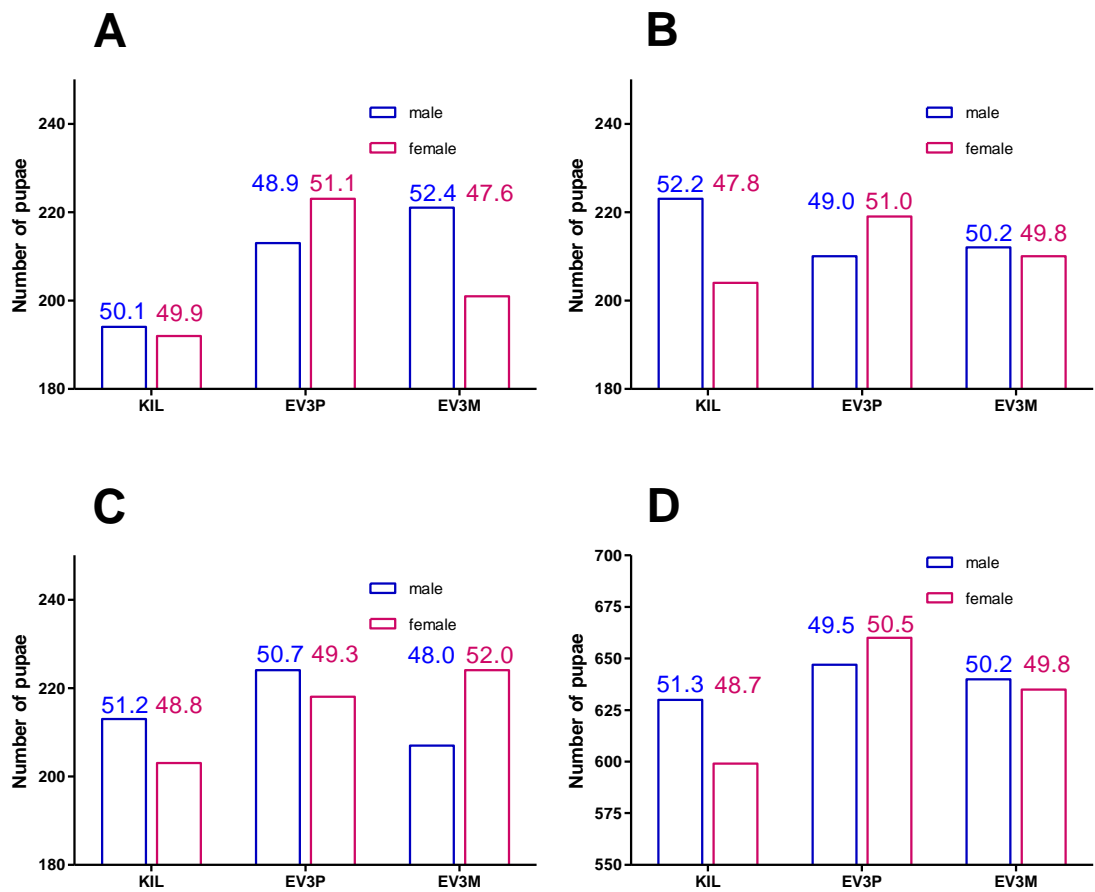 A
Number of pupae
240
220
200
180
male
female
50.1 49.9
48.9 51.1
52.4 47.6
KIL EV3P EV3M
B
Number of pupae
240
220
200
180
male
female
52.2 47.8
49.0 51.0
50.2 49.8
KIL EV3P EV3M
C
Number of pupae
240
220
200
180
male
female
51.2 48.8
50.7 49.3
48.0 52.0
KIL EV3P EV3M
D
Number of pupae
700
675
650
625
600
575
550
male
female
51.3 48.7
49.5 50.5
50.2 49.8
KIL EV3P EV3M